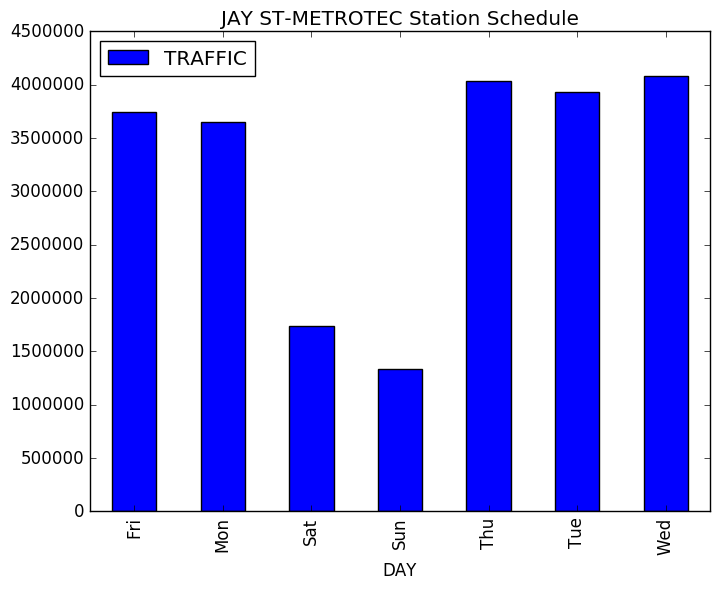 JAY ST-METROTEC Station Schedule
TRAFFIC
4500000
4000000
3500000
3000000
2500000
2000000
1500000
1000000
500000
0
Fri
Mon
Sat
Sun
Thu
Tue
Wed
DAY